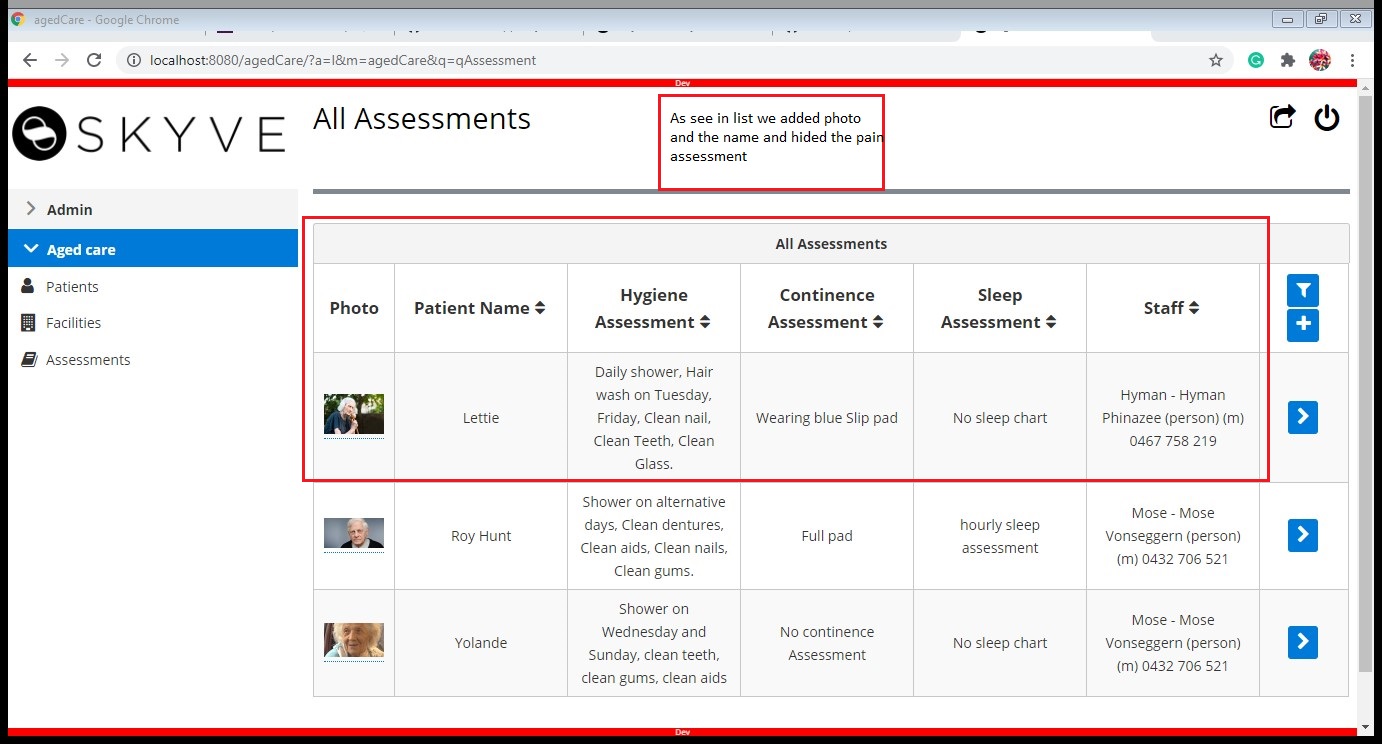 agedCare - Google Chrome
localhost:8080/agedCare/?a=l&m=agedCare&q=qAssessment
Dev
SKYVE
All Assessments
As see in list we added photo
and the name and hided the pain
assessment
Admin
Aged care
Patients
Facilities
Assessments
All Assessments
Photo
Patient Name
Hygiene
Assessment
Continence
Assessment
Sleep
Assessment
Staff
Lettie
Daily shower, Hair
wash on Tuesday,
Friday, Clean nail,
Clean Teeth, Clean
Glass.
Wearing blue Slip pad
No sleep chart
Hyman - Hyman
Phinazee (person) (m)
0467 758 219
Roy Hunt
Shower on alternative
days, Clean dentures,
Clean aids, Clean nails,
Clean gums.
Full pad
hourly sleep
assessment
Mose - Mose
Vonseggern (person)
(m) 0432 706 521
Yolande
Shower on
Wednesday and
Sunday, clean teeth,
clean gums, clean aids
No continence
Assessment
No sleep chart
Mose - Mose
Vonseggern (person)
(m) 0432 706 521
Dev